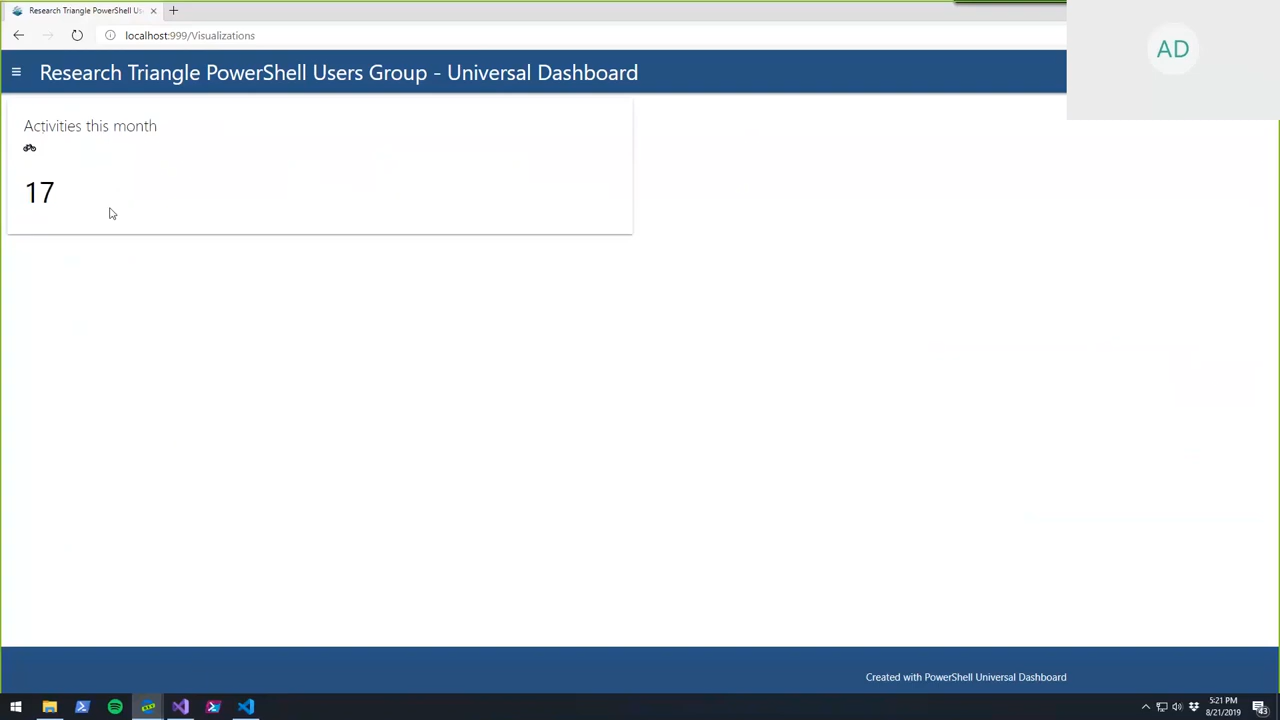 Research Triangle PowerShell Us
localhost:999/Visualizations
AD
Research Triangle PowerShell Users Group - Universal Dashboard
Activities this month
17
Created with PowerShell Universal Dashboard
5:21 PM
8/21/2019
43